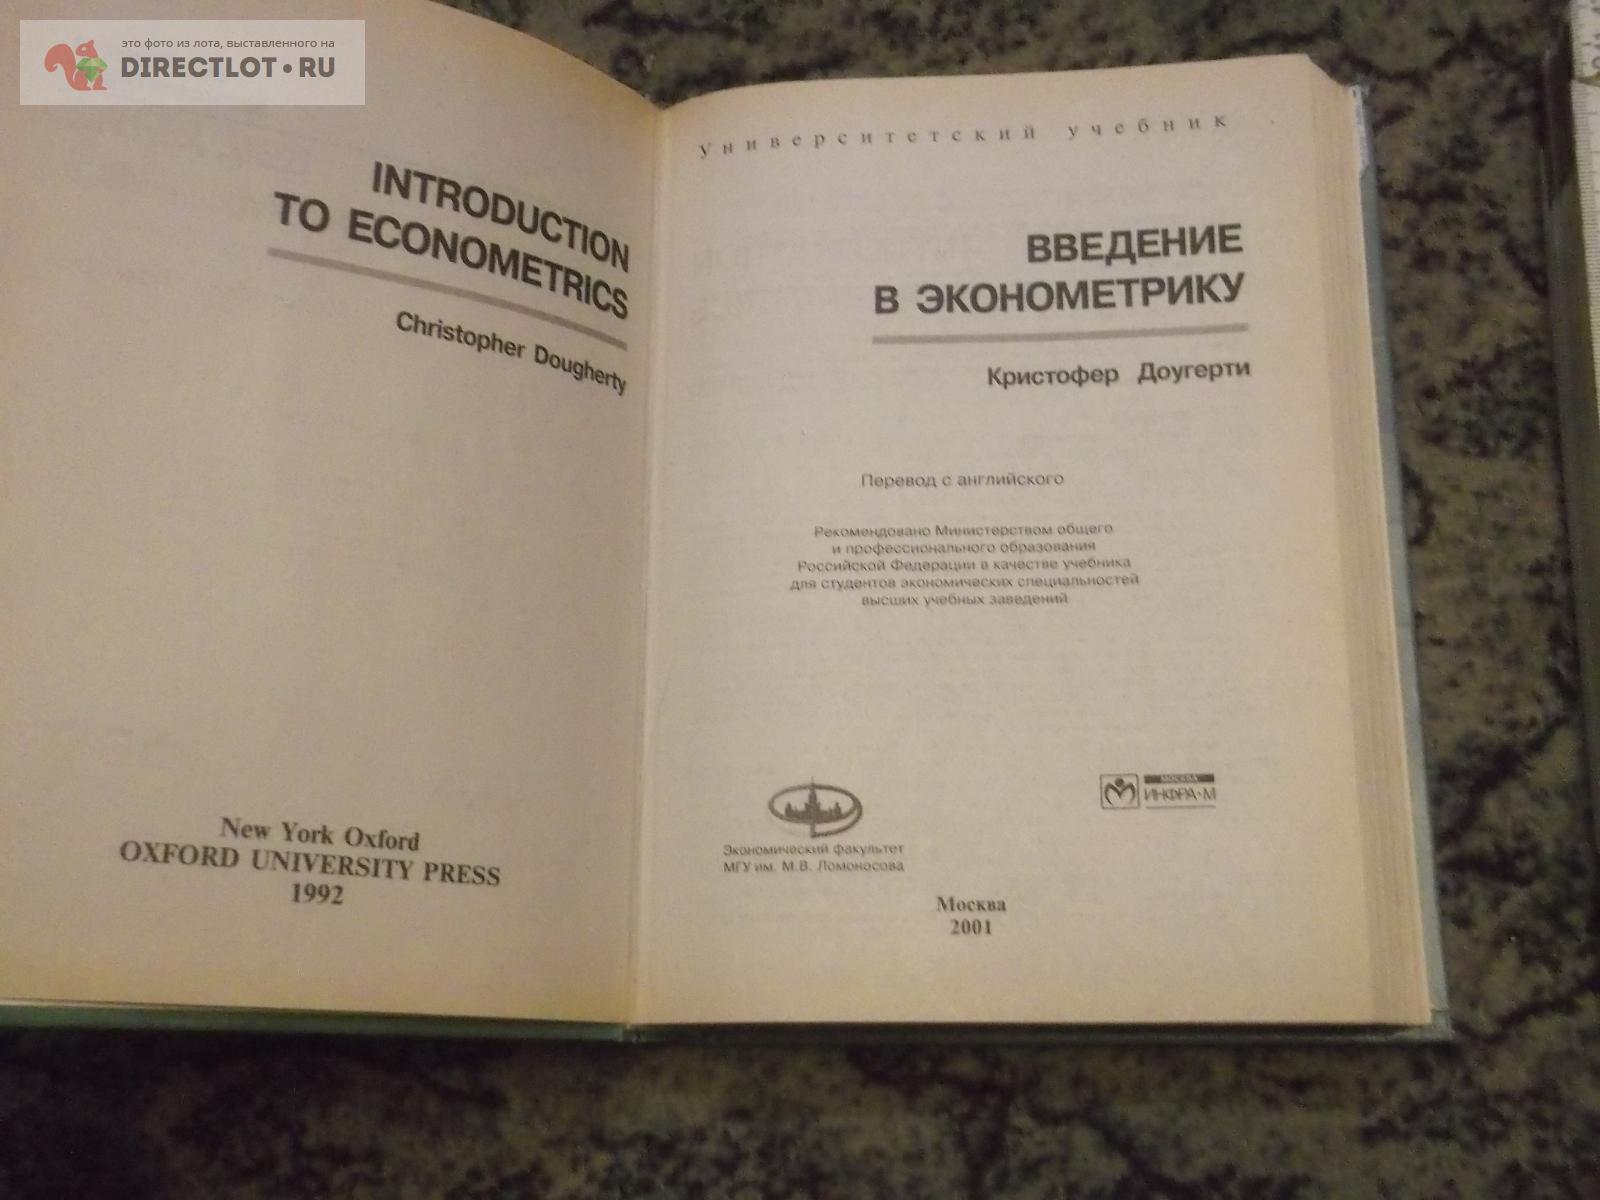 это фото из лота, выставленного на
DIRECTLOT•RU
INTRODUCTION
TO ECONOMETRICS
Christopher Dougherty
New York Oxford
OXFORD UNIVERSITY PRESS
1992
университетский учебник
ВВЕДЕНИЕ
В ЭКОНОМЕТРИКУ
Кристофер Доугерти
Перевод с английского
Рекомендовано Министерством общего
и профессионального образования
Российской Федерации в качестве учебника
для студентов экономических специальностей
высших учебных заведений
Экономический факультет
МГУ им. М.В. Ломоносова
МОСКВА
ИНФРА-М
Москва
2001